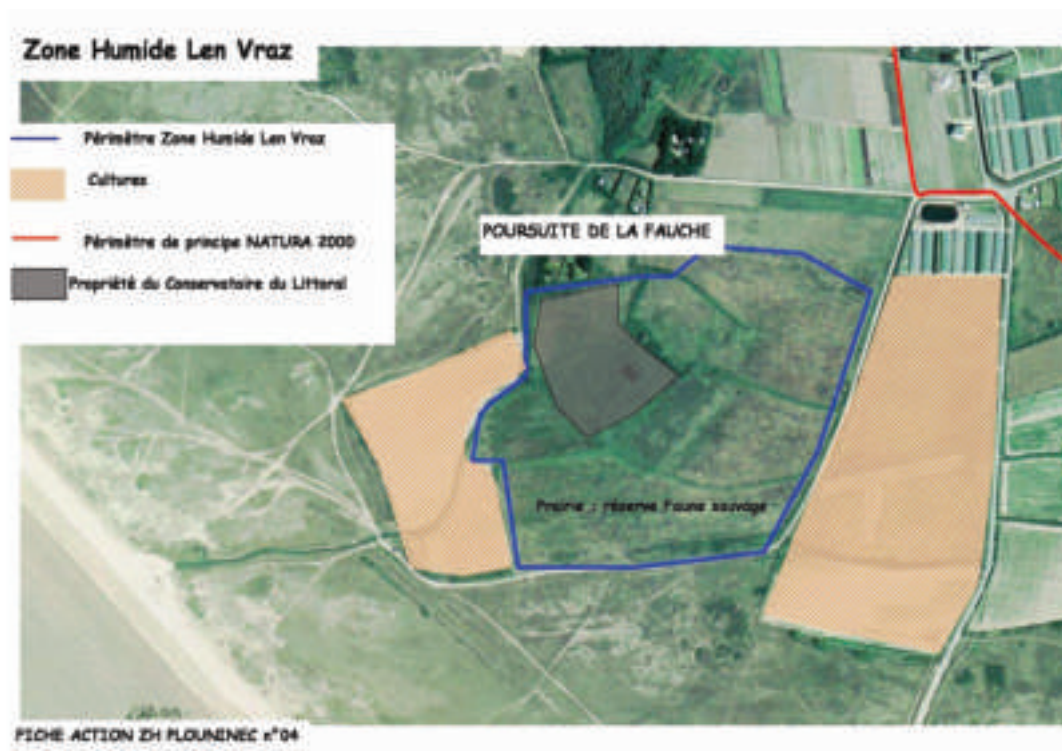 Zone Humide Len Vraz
Périmètre Zone Humide Len Vraz
Cultures
Périmètre de principe NATURA 2000
Propriété du Conservatoire du Littoral
POURSUITE DE LA FAUCHE
Prairie : réserve Faune sauvage
FICHE ACTION ZH PLOUNINEC n°04